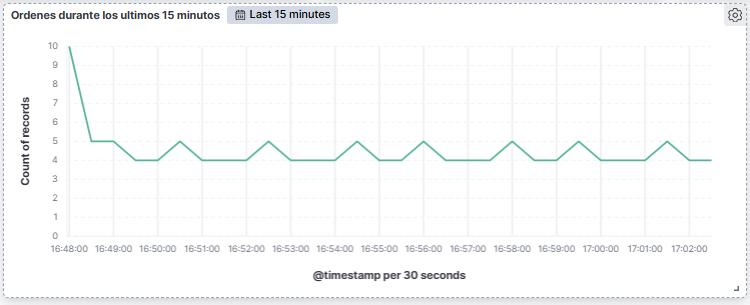 Ordenes durante los ultimos 15 minutos Last 15 minutes
10
9
8
7
6
5
4
3
2
1
0
Count of records
16:48:00 16:49:00 16:50:00 16:51:00 16:52:00 16:53:00 16:54:00 16:55:00 16:56:00 16:57:00 16:58:00 16:59:00 17:00:00 17:01:00 17:02:00
@timestamp per 30 seconds